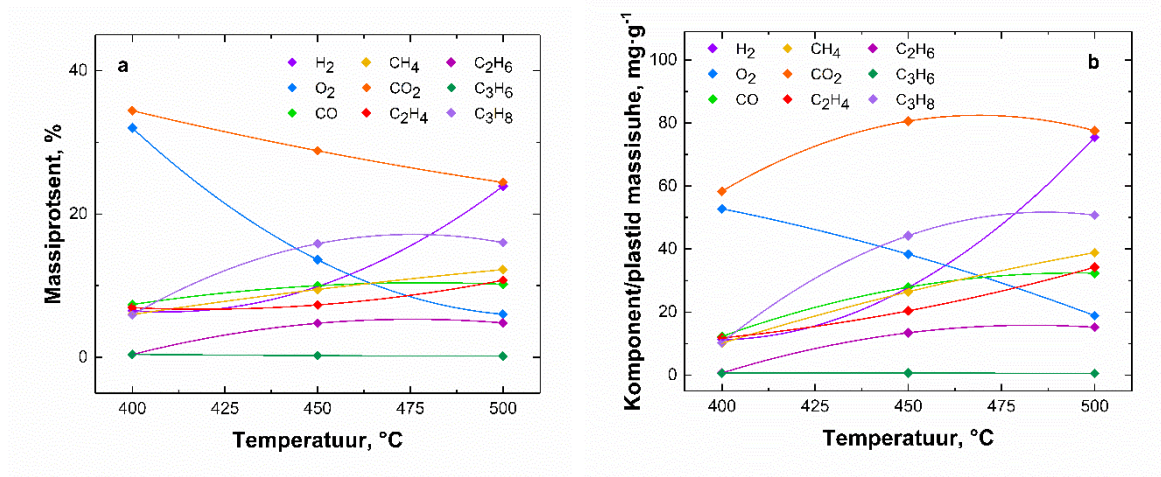 a
H₂ CH₄ C₂H₆
O₂ CO₂ C₃H₆
CO C₂H₄ C₃H₈
40
20
0
Massiprotsent, %
400 425 450 475 500
Temperatuur, °C
b
H₂ CH₄ C₂H₆
O₂ CO₂ C₃H₆
CO C₂H₄ C₃H₈
100
80
60
40
20
0
Komponent/plastid massisuhe, mg·g⁻¹
400 425 450 475 500
Temperatuur, °C